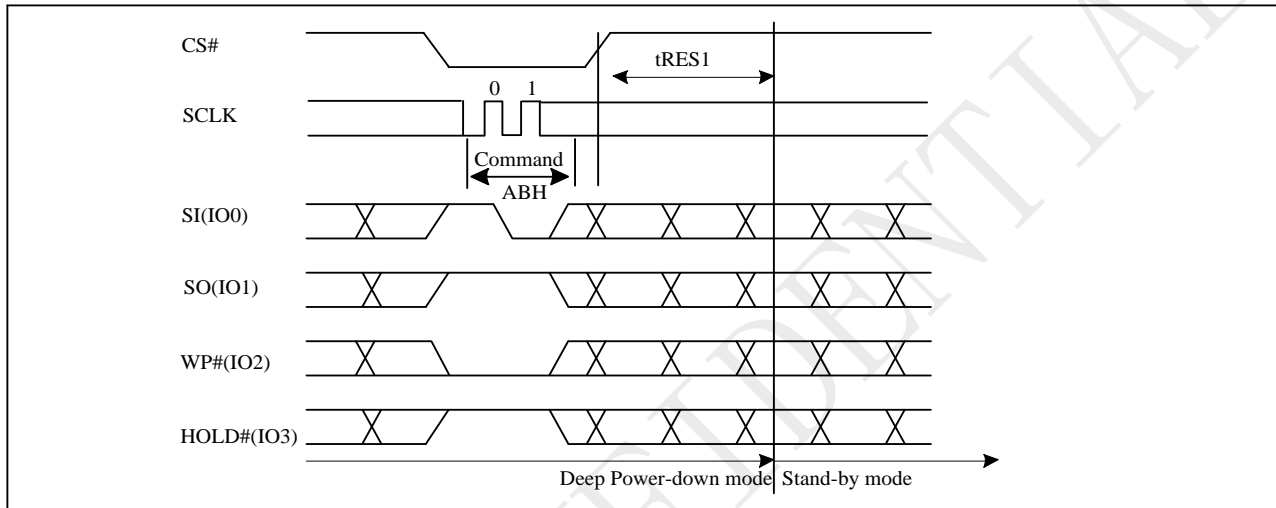 CS#
tRES1
0 1
SCLK
Command
ABH
SI(IO0)
SO(IO1)
WP#(IO2)
HOLD#(IO3)
Deep Power-down mode Stand-by mode